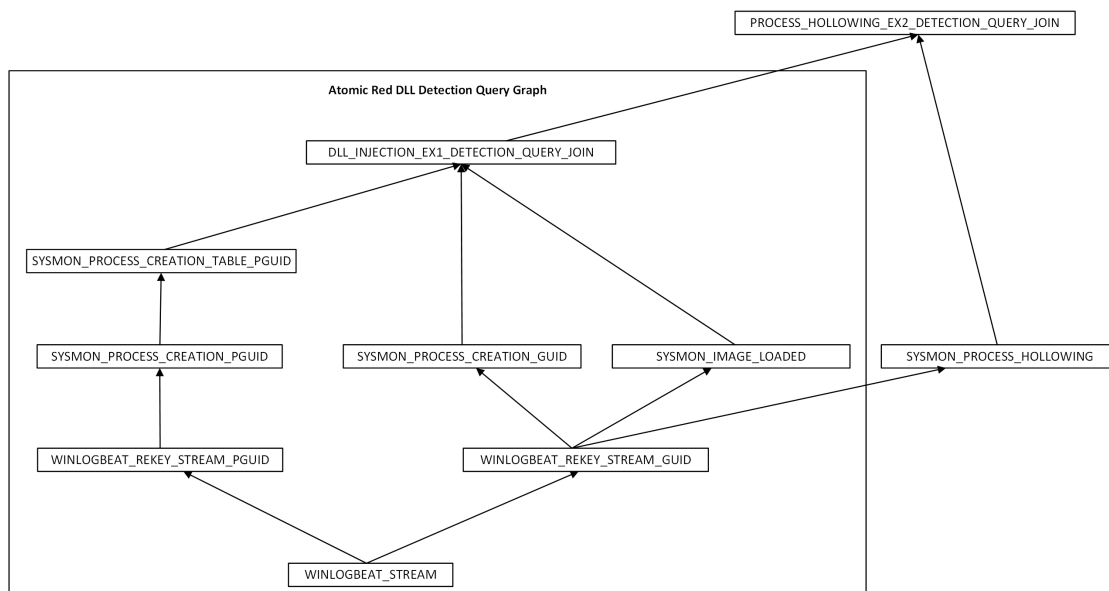 PROCESS_HOLLOWING_EX2_DETECTION_QUERY_JOIN
Atomic Red DLL Detection Query Graph
DLL_INJECTION_EX1_DETECTION_QUERY_JOIN
SYSMON_PROCESS_CREATION_TABLE_PGUID
SYSMON_PROCESS_CREATION_PGUID
SYSMON_PROCESS_CREATION_GUID
SYSMON_IMAGE_LOADED
SYSMON_PROCESS_HOLLOWING
WINLOGBEAT_REKEY_STREAM_PGUID
WINLOGBEAT_REKEY_STREAM_GUID
WINLOGBEAT_STREAM